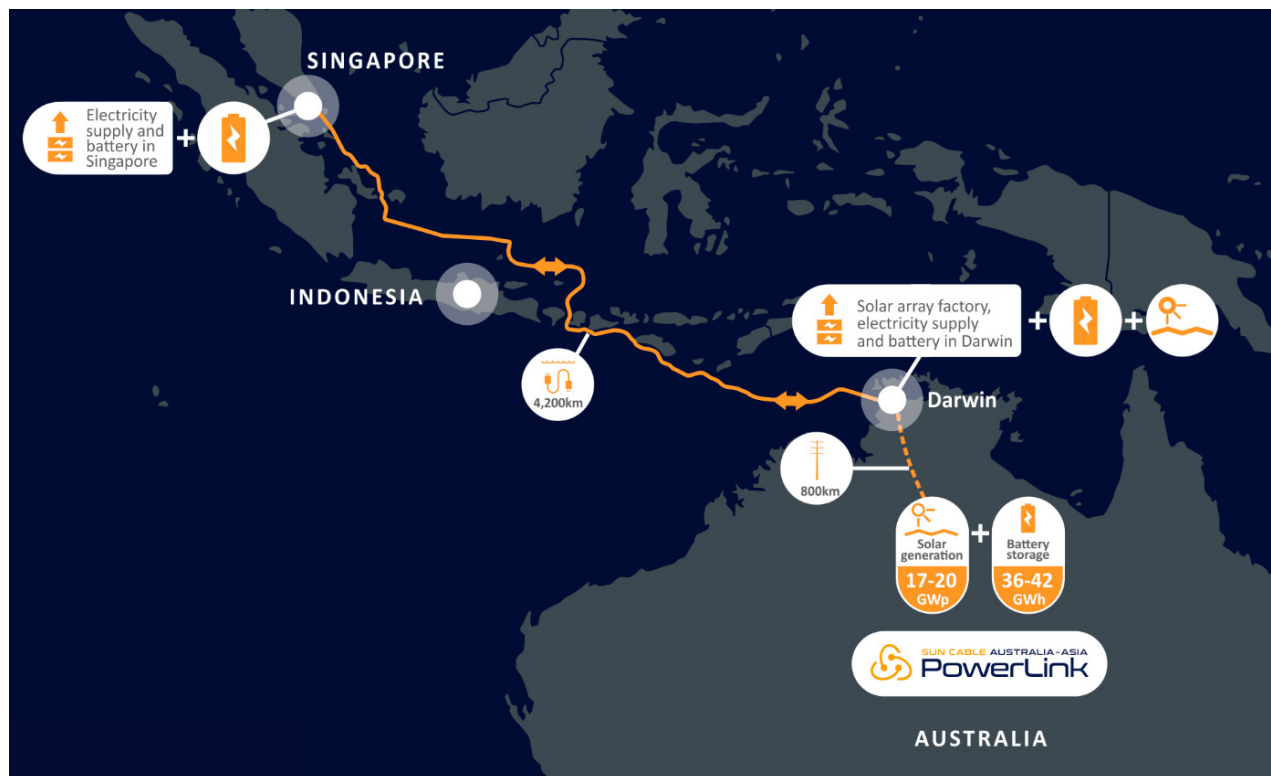 SINGAPORE
Electricity
supply and
battery in
Singapore
+
INDONESIA
4,200km
Solar array factory,
electricity supply
and battery in Darwin
+
+
Darwin
800km
Solar
generation
17-20
GWp
+
Battery
storage
36-42
GWh
SUN CABLE AUSTRALIA-ASIA
PowerLink
AUSTRALIA